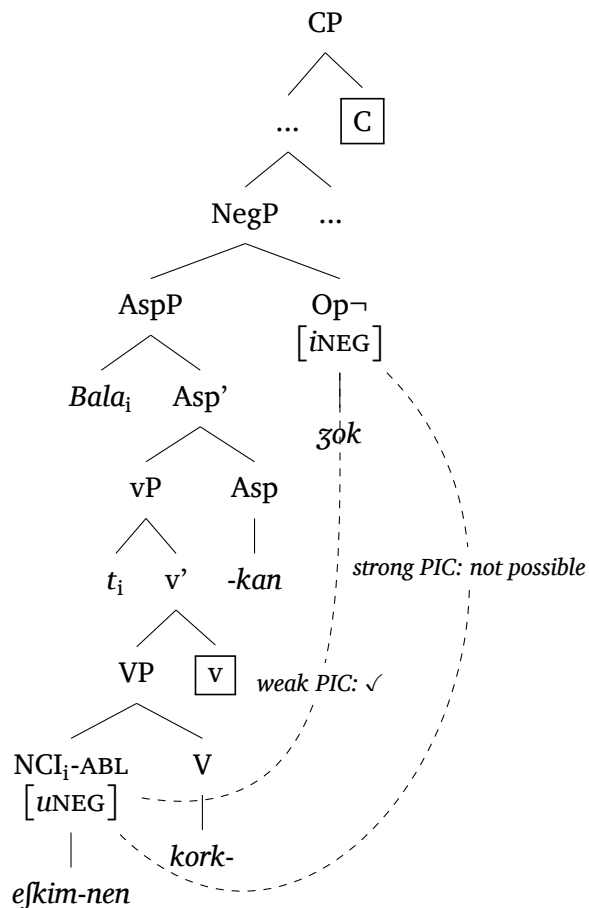 CP
... C
NegP ...
AspP Op¬
[iNEG]
Balaᵢ Asp’
ʒok
vP Asp
tᵢ v’ -kan
strong PIC: not possible
VP v
weak PIC: ✓
NCIᵢ-ABL V
[uNEG]
kork-
eʃkim-nen